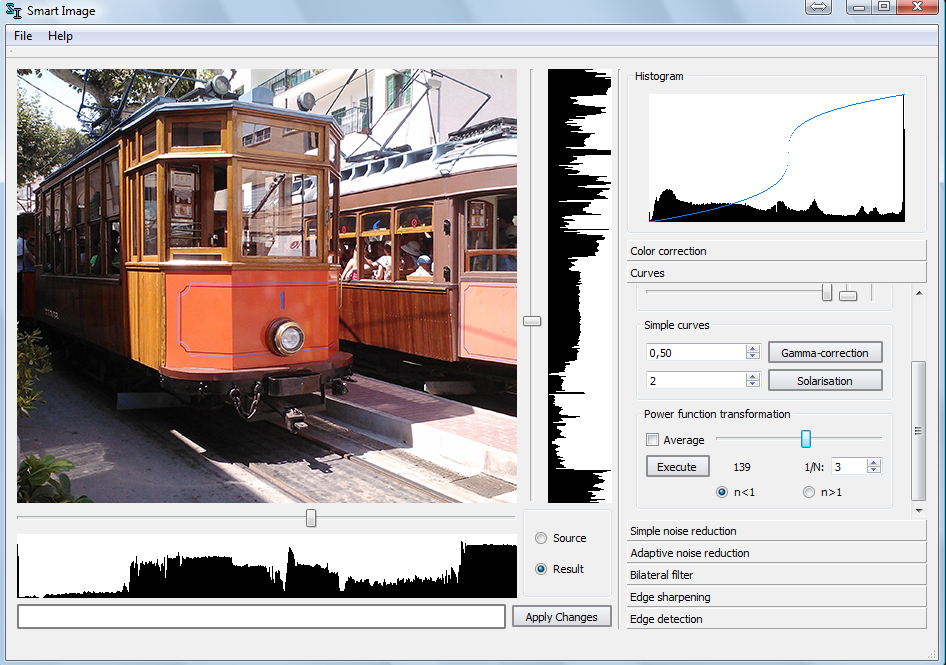 Smart Image
File Help
Histogram
Color correction
Curves
Simple curves
0,50
Gamma-correction
2
Solarisation
Power function transformation
Average
Execute
139
1/N:
3
n<1
n>1
Source
Result
Simple noise reduction
Adaptive noise reduction
Bilateral filter
Edge sharpening
Edge detection
Apply Changes
1